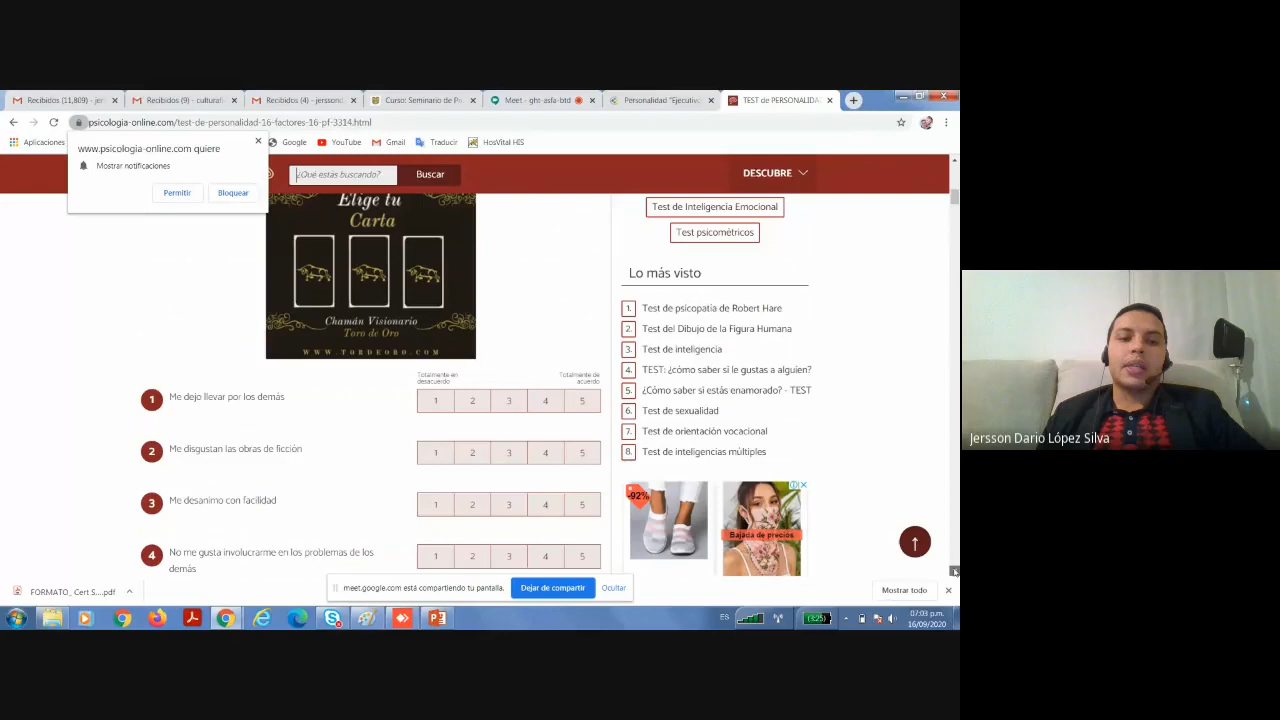 Recibidos (11,809) - jer
Recibidos (9) - culturafi
Recibidos (4) - jerssond
Curso: Seminario de Po
Meet - ght-asfa-btd
Personalidad "Ejecutivo
TEST de PERSONALIDA
psicologia-online.com/test-de-personalidad-16-factores-16-pf-3314.html
Aplicaciones
Google
YouTube
Gmail
Traducir
HosVital HIS
www.psicologia-online.com quiere
Mostrar notificaciones
Permitir
Bloquear
¿Qué estás buscando?
Buscar
DESCUBRE
Elige tu
Carta
Chamán Visionario
Toro de Oro
WWW.TORDEORO.COM
Test de Inteligencia Emocional
Test psicométricos
Lo más visto
1. Test de psicopatía de Robert Hare
2. Test del Dibujo de la Figura Humana
3. Test de inteligencia
4. TEST: ¿cómo saber si le gustas a alguien?
5. ¿Cómo saber si estás enamorado? - TEST
6. Test de sexualidad
7. Test de orientación vocacional
8. Test de inteligencias múltiples
-92%
Bajada de precios
Totalmente en desacuerdo
Totalmente de acuerdo
1 Me dejo llevar por los demás 1 2 3 4 5
2 Me disgustan las obras de ficción 1 2 3 4 5
3 Me desanimo con facilidad 1 2 3 4 5
4 No me gusta involucrarme en los problemas de los 1 2 3 4 5
demás
meet.google.com está compartiendo tu pantalla.
Dejar de compartir
Ocultar
FORMATO_ Cert S....pdf
Mostrar todo
ES
(3:25)
07:03 p.m.
16/09/2020
Jersson Dario López Silva